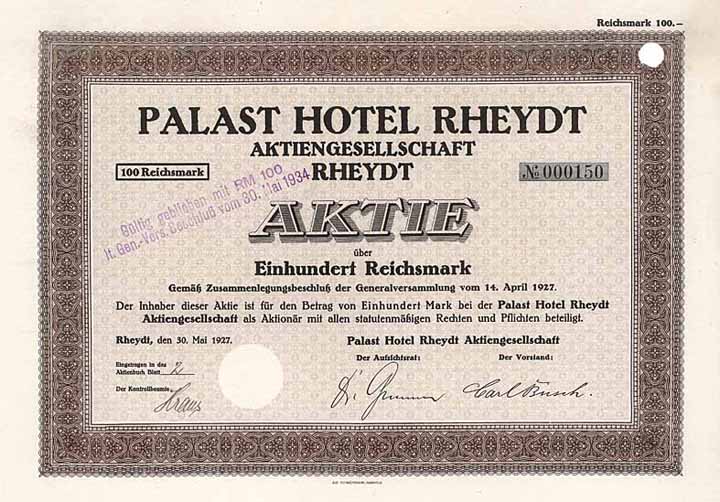 Reichsmark 100.–
PALAST HOTEL RHEYDT
AKTIENGESELLSCHAFT
RHEYDT
100 Reichsmark
№ 000150
Gültig geblieben mit RM 100
lt. Gen.-Vers. Beschluß vom 30. Mai 1934
AKTIE
über
Einhundert Reichsmark
Gemäß Zusammenlegungsbeschluß der Generalversammlung vom 14. April 1927.
Der Inhaber dieser Aktie ist für den Betrag von Einhundert Mark bei der Palast Hotel Rheydt
Aktiengesellschaft als Aktionär mit allen statutenmäßigen Rechten und Pflichten beteiligt.
Rheydt, den 30. Mai 1927.
Palast Hotel Rheydt Aktiengesellschaft
Der Aufsichtsrat:
Der Vorstand:
Eingetragen in das
Aktienbuch Blatt 2
Der Kontrollbeamte
Kraus
Carl Busch.